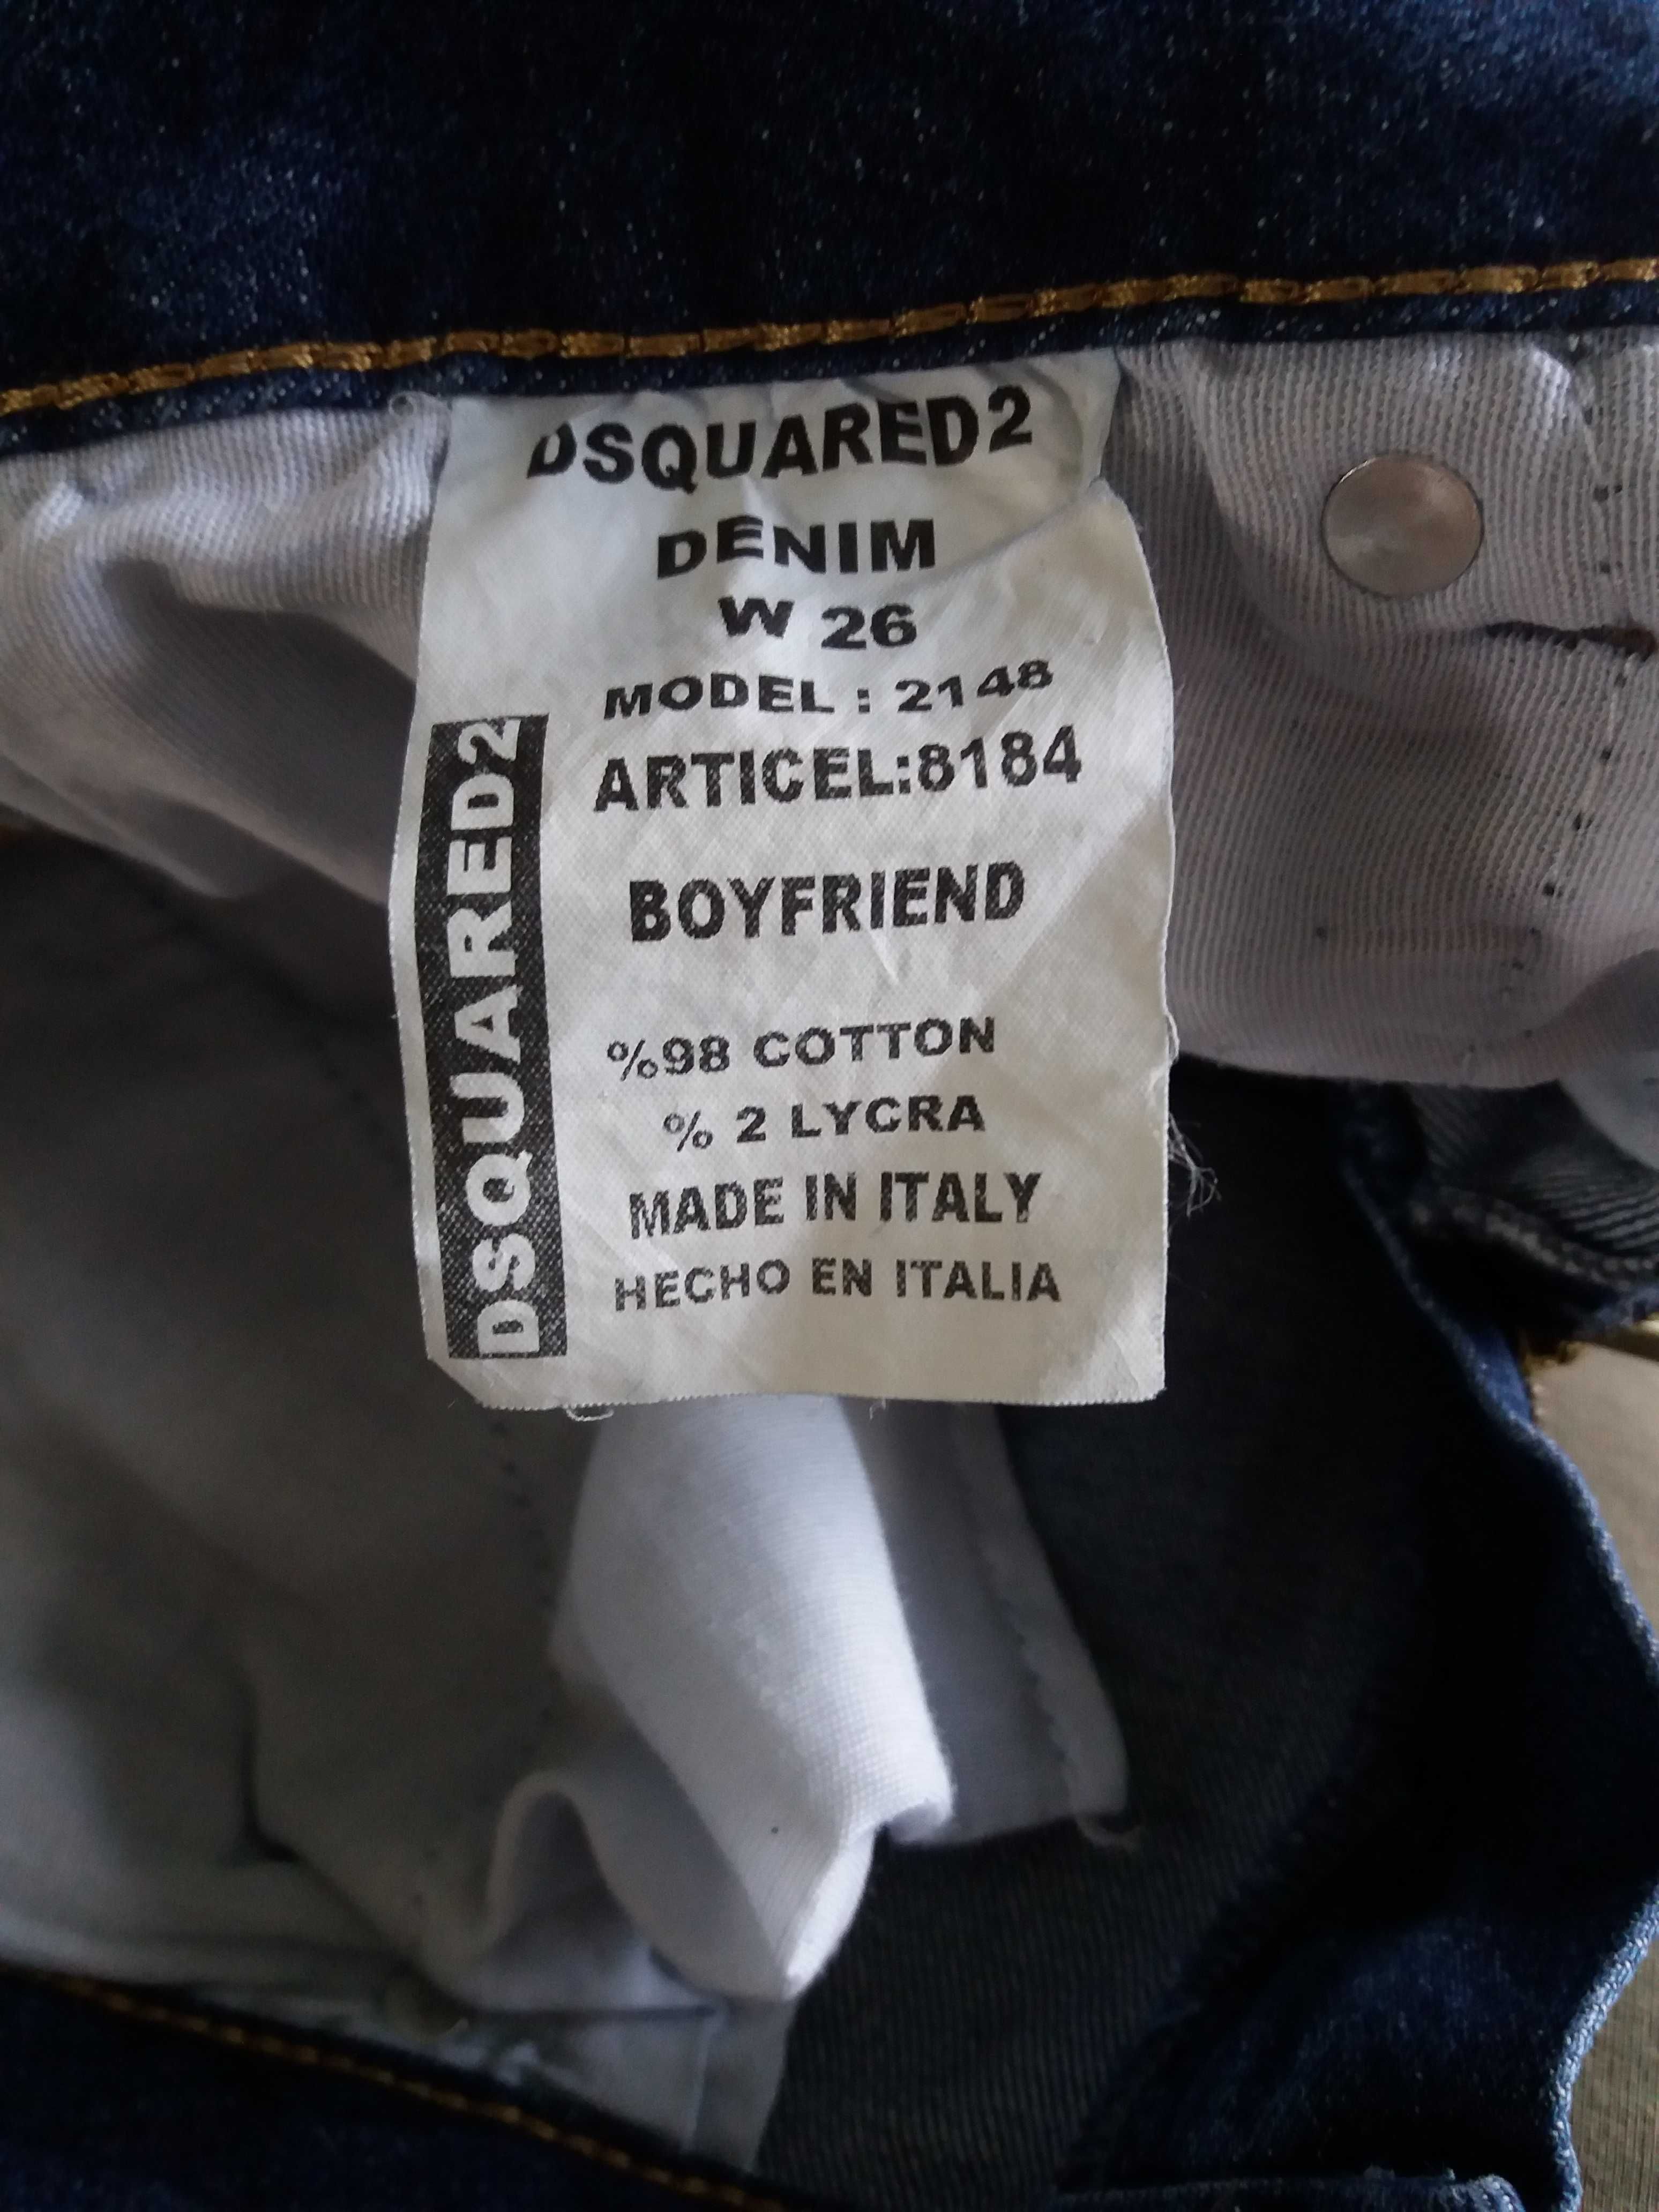 DSQUARED2
DENIM
W 26
MODEL : 2148
ARTICEL:8184
BOYFRIEND
%98 COTTON
% 2 LYCRA
MADE IN ITALY
HECHO EN ITALIA
DSQUARED2